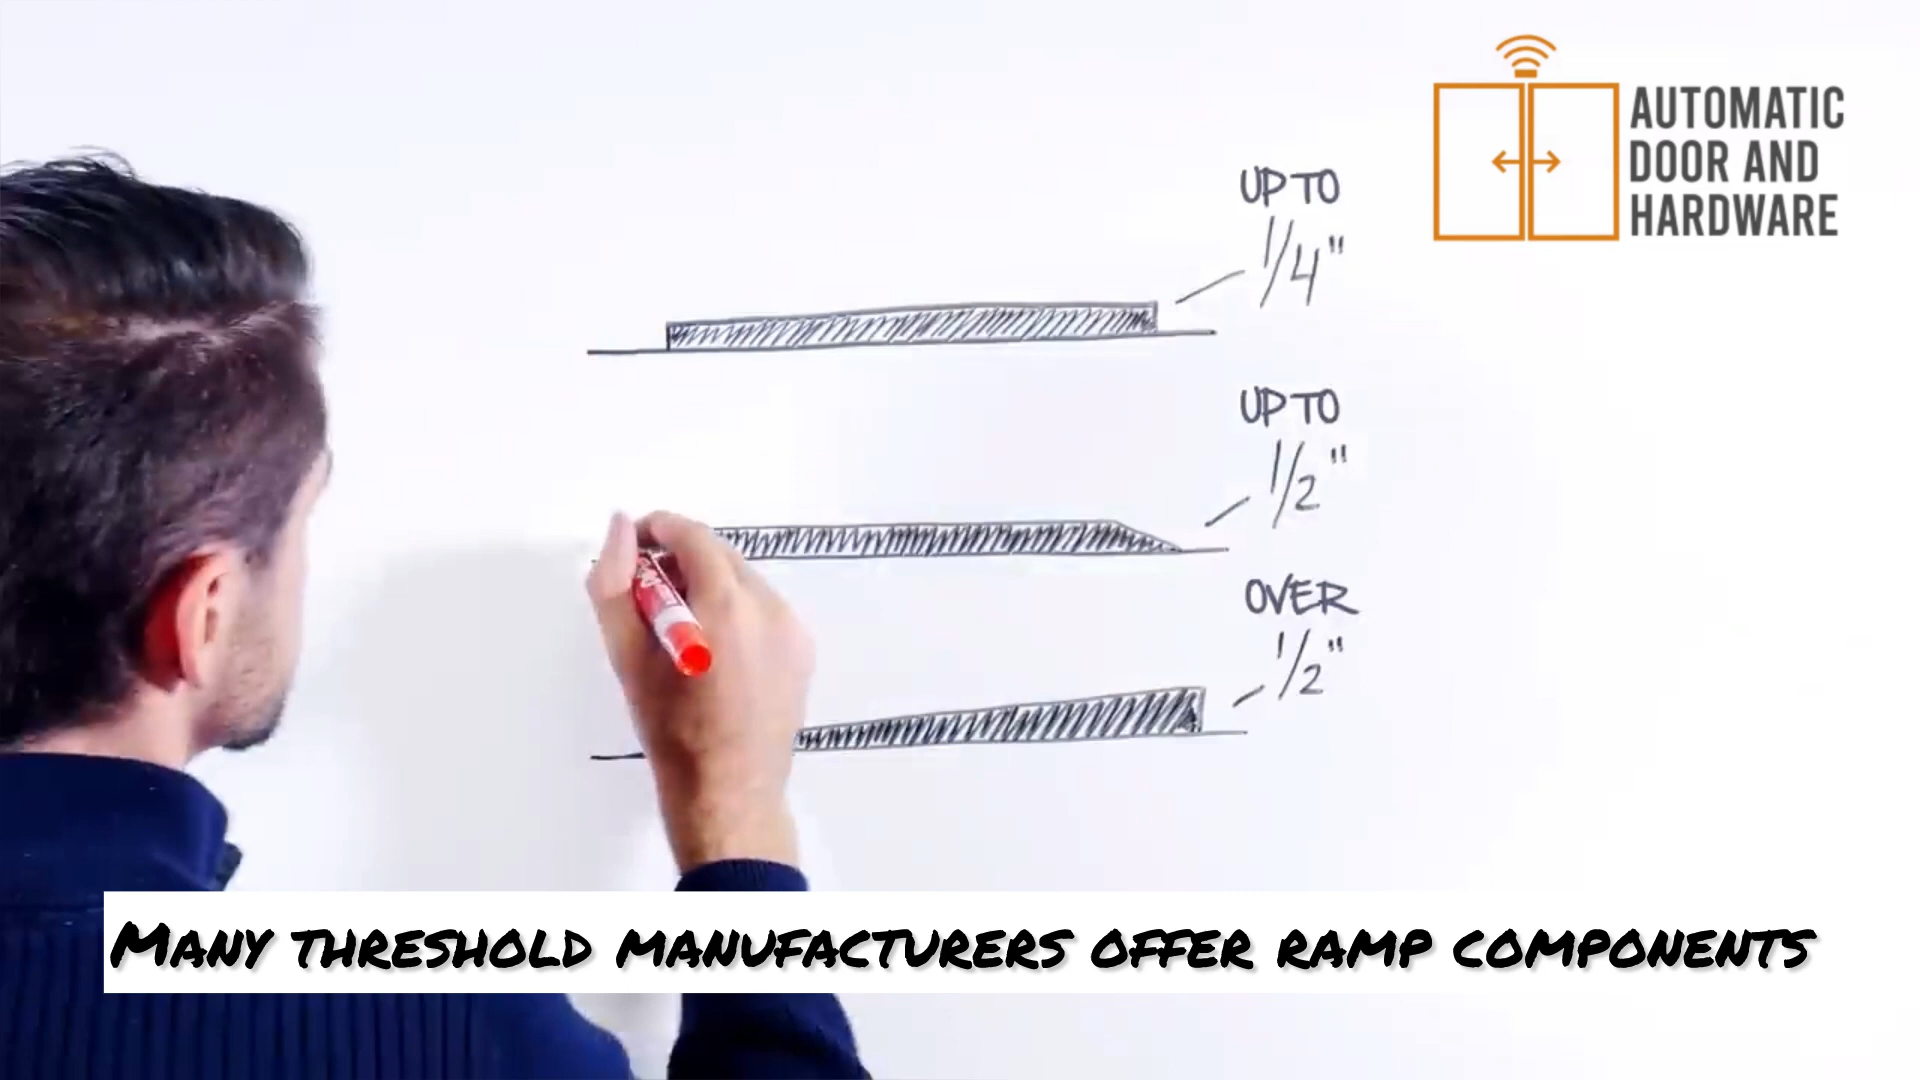 AUTOMATIC
DOOR AND
HARDWARE
UP TO
1/4"
UP TO
1/2"
OVER
1/2"
MANY THRESHOLD MANUFACTURERS OFFER RAMP COMPONENTS